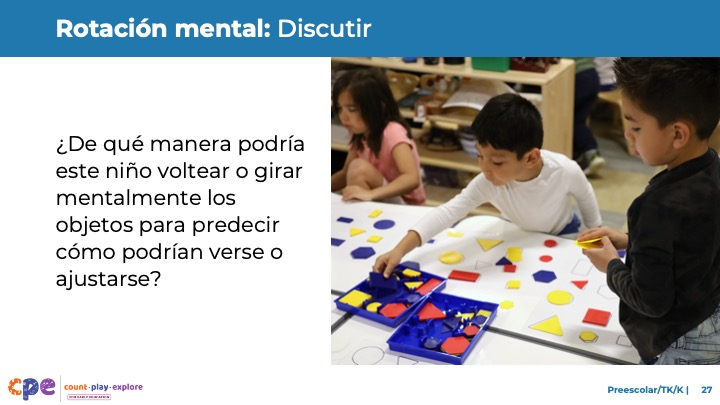 Rotación mental: Discutir
¿De qué manera podría
este niño voltear o girar
mentalmente los
objetos para predecir
cómo podrían verse o
ajustarse?
cpe
count·play·explore
Preescolar/TK/K | 27